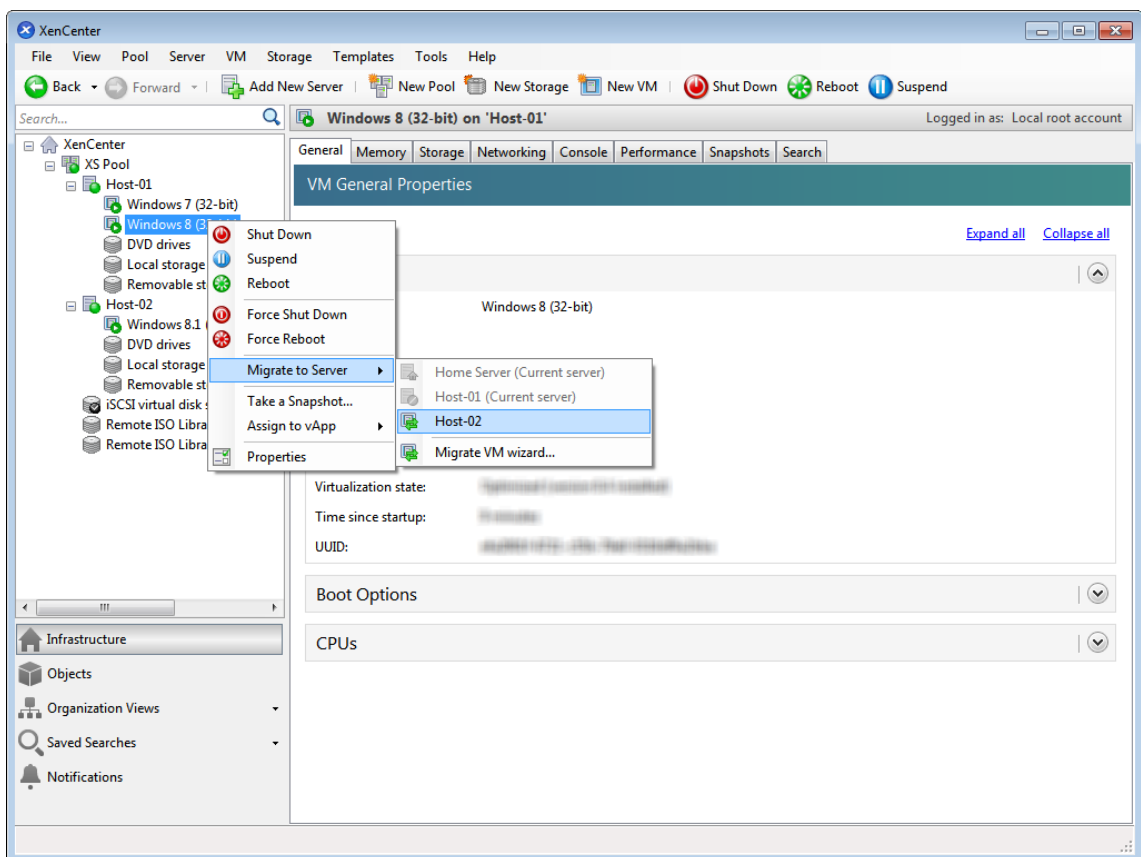 XenCenter
File View Pool Server VM Storage Templates Tools Help
Back Forward Add New Server New Pool New Storage New VM Shut Down Reboot Suspend
Search...
Windows 8 (32-bit) on 'Host-01' Logged in as: Local root account
XenCenter
XS Pool
Host-01
Windows 7 (32-bit)
Windows 8 (3
DVD drives
Local storage
Removable st
Host-02
Windows 8.1
DVD drives
Local storage
Removable st
iSCSI virtual disk
Remote ISO Libra
Remote ISO Libra
Shut Down
Suspend
Reboot
Force Shut Down
Force Reboot
Migrate to Server
Take a Snapshot...
Assign to vApp
Properties
Home Server (Current server)
Host-01 (Current server)
Host-02
Migrate VM wizard...
General Memory Storage Networking Console Performance Snapshots Search
VM General Properties
Expand all Collapse all
Windows 8 (32-bit)
Virtualization state:
Time since startup:
UUID:
Boot Options
CPUs
Infrastructure
Objects
Organization Views
Saved Searches
Notifications